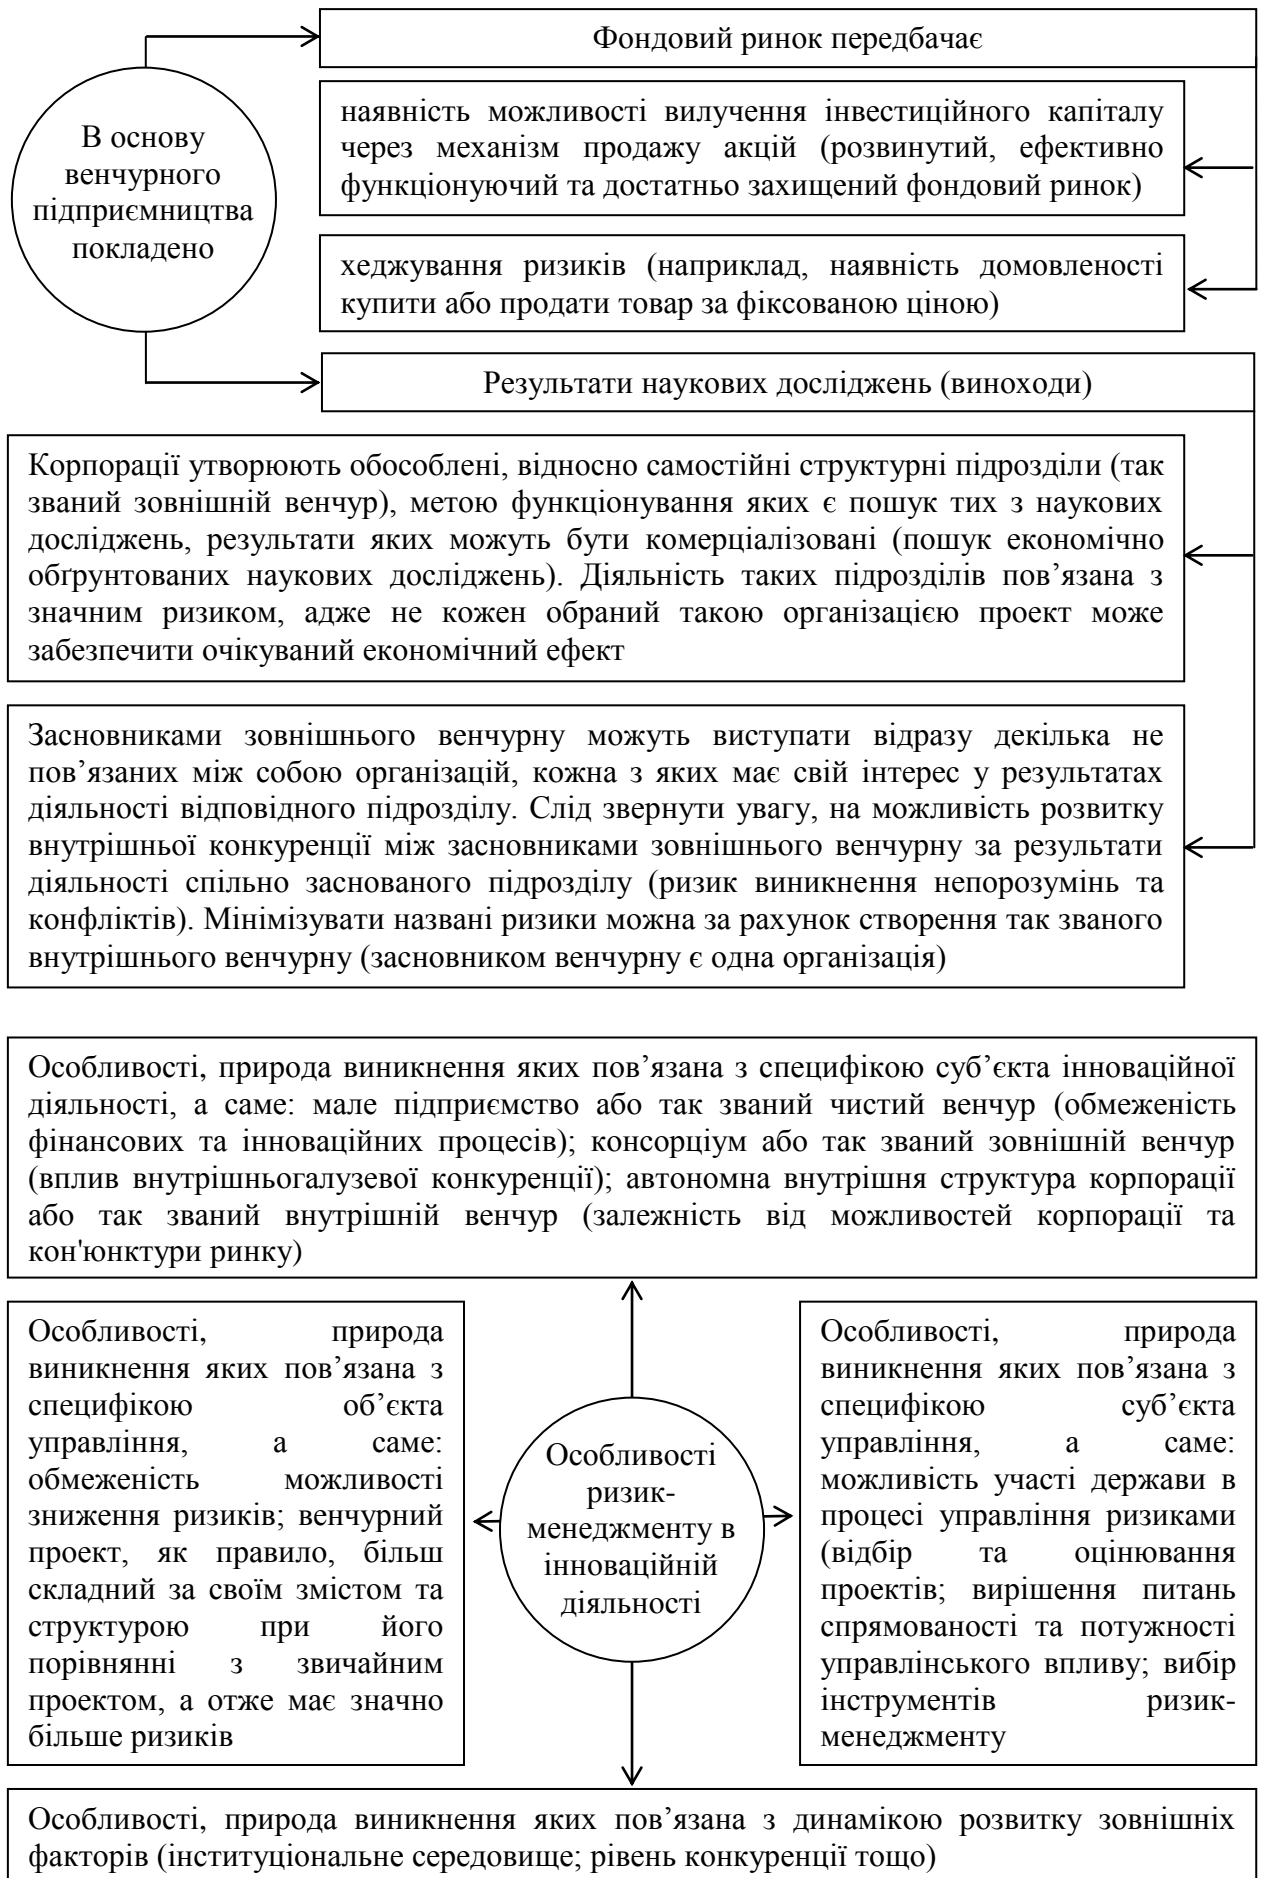 Фондовий ринок передбачає
В основу
венчурного
підприємництва
покладено
наявність можливості вилучення інвестиційного капіталу
через механізм продажу акцій (розвинутий, ефективно
функціонуючий та достатньо захищений фондовий ринок)
хеджування ризиків (наприклад, наявність домовленості
купити або продати товар за фіксованою ціною)
Результати наукових досліджень (виноходи)
Корпорації утворюють обособлені, відносно самостійні структурні підрозділи (так
званий зовнішній венчур), метою функціонування яких є пошук тих з наукових
досліджень, результати яких можуть бути комерціалізовані (пошук економічно
обґрунтованих наукових досліджень). Діяльність таких підрозділів пов’язана з
значним ризиком, адже не кожен обраний такою організацією проект може
забезпечити очікуваний економічний ефект
Засновниками зовнішнього венчурну можуть виступати відразу декілька не
пов’язаних між собою організацій, кожна з яких має свій інтерес у результатах
діяльності відповідного підрозділу. Слід звернути увагу, на можливість розвитку
внутрішньої конкуренції між засновниками зовнішнього венчурну за результати
діяльності спільно заснованого підрозділу (ризик виникнення непорозумінь та
конфліктів). Мінімізувати названі ризики можна за рахунок створення так званого
внутрішнього венчурну (засновником венчурну є одна організація)
Особливості, природа виникнення яких пов’язана з специфікою суб’єкта інноваційної
діяльності, а саме: мале підприємство або так званий чистий венчур (обмеженість
фінансових та інноваційних процесів); консорціум або так званий зовнішній венчур
(вплив внутрішньогалузевої конкуренції); автономна внутрішня структура корпорації
або так званий внутрішній венчур (залежність від можливостей корпорації та
кон'юнктури ринку)
Особливості, природа
виникнення яких пов’язана з
специфікою об’єкта
управління, а саме:
обмеженість можливості
зниження ризиків; венчурний
проект, як правило, більш
складний за своїм змістом та
структурою при його
порівнянні з звичайним
проектом, а отже має значно
більше ризиків
Особливості
ризик-
менеджменту в
інноваційній
діяльності
Особливості, природа
виникнення яких пов’язана з
специфікою суб’єкта
управління, а саме:
можливість участі держави в
процесі управління ризиками
(відбір та оцінювання
проектів; вирішення питань
спрямованості та потужності
управлінського впливу; вибір
інструментів ризик-
менеджменту
Особливості, природа виникнення яких пов’язана з динамікою розвитку зовнішніх
факторів (інституціональне середовище; рівень конкуренції тощо)